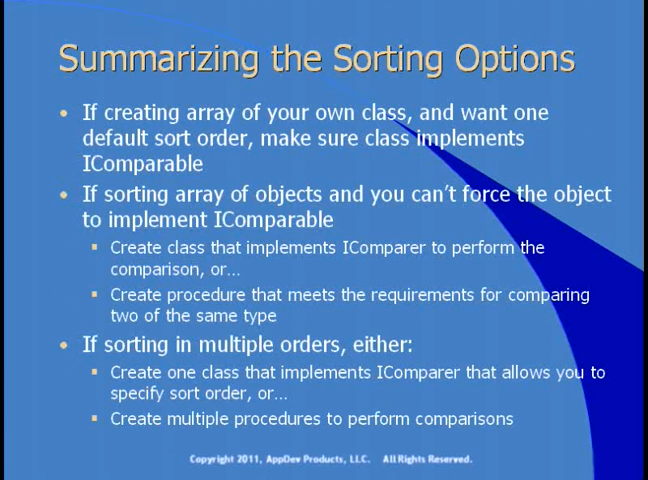 Summarizing the Sorting Options
• If creating array of your own class, and want one
default sort order, make sure class implements
IComparable
• If sorting array of objects and you can't force the object
to implement IComparable
▪ Create class that implements IComparer to perform the
comparison, or…
▪ Create procedure that meets the requirements for comparing
two of the same type
• If sorting in multiple orders, either:
▪ Create one class that implements IComparer that allows you to
specify sort order, or…
▪ Create multiple procedures to perform comparisons
Copyright 2011, AppDev Products, LLC. All Rights Reserved.